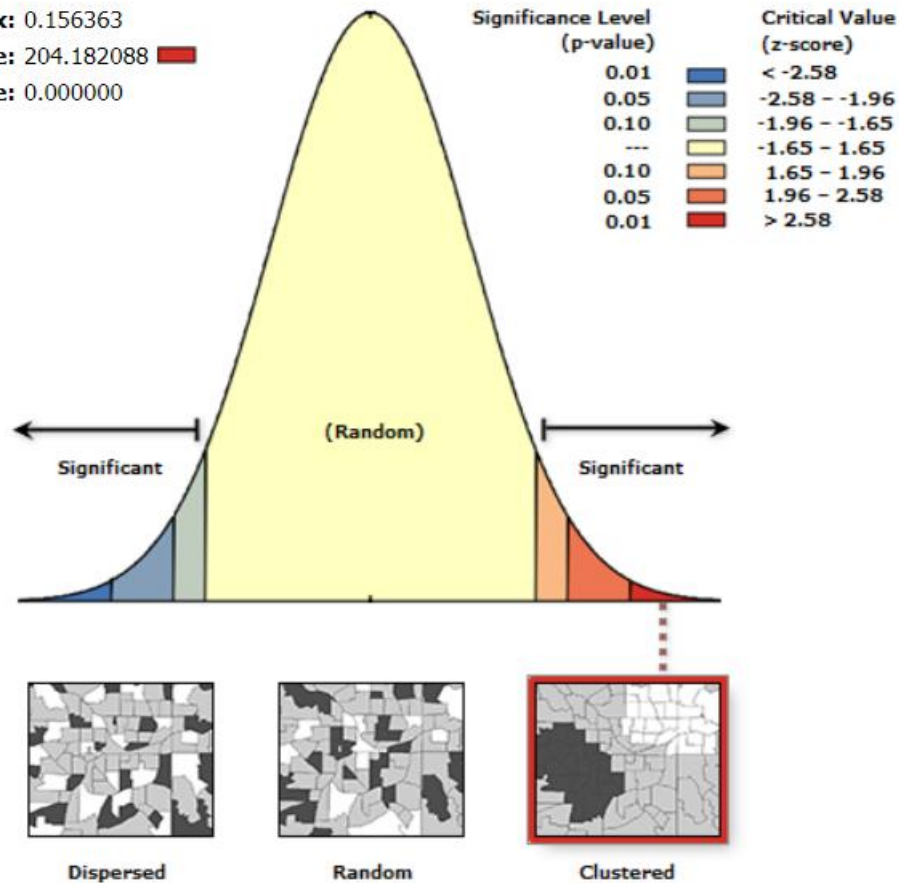 x: 0.156363
e: 204.182088
e: 0.000000
Significance Level
(p-value)
Critical Value
(z-score)
0.01 < -2.58
0.05 -2.58 – -1.96
0.10 -1.96 – -1.65
--- -1.65 – 1.65
0.10 1.65 – 1.96
0.05 1.96 – 2.58
0.01 > 2.58
(Random)
Significant
Significant
Dispersed
Random
Clustered